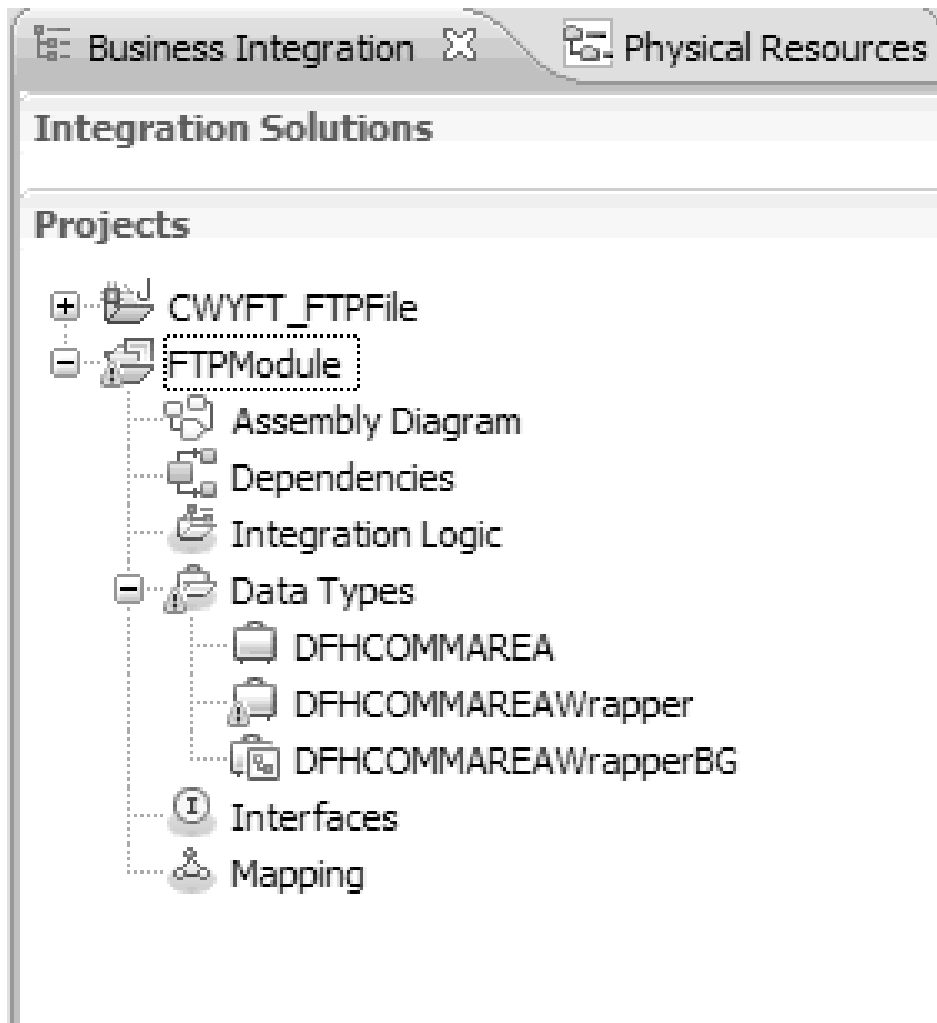 Business Integration Physical Resources
Integration Solutions
Projects
CWYFT_FTPFile
FTPModule
Assembly Diagram
Dependencies
Integration Logic
Data Types
DFHCOMMAREA
DFHCOMMAREAWrapper
DFHCOMMAREAWrapperBG
Interfaces
Mapping